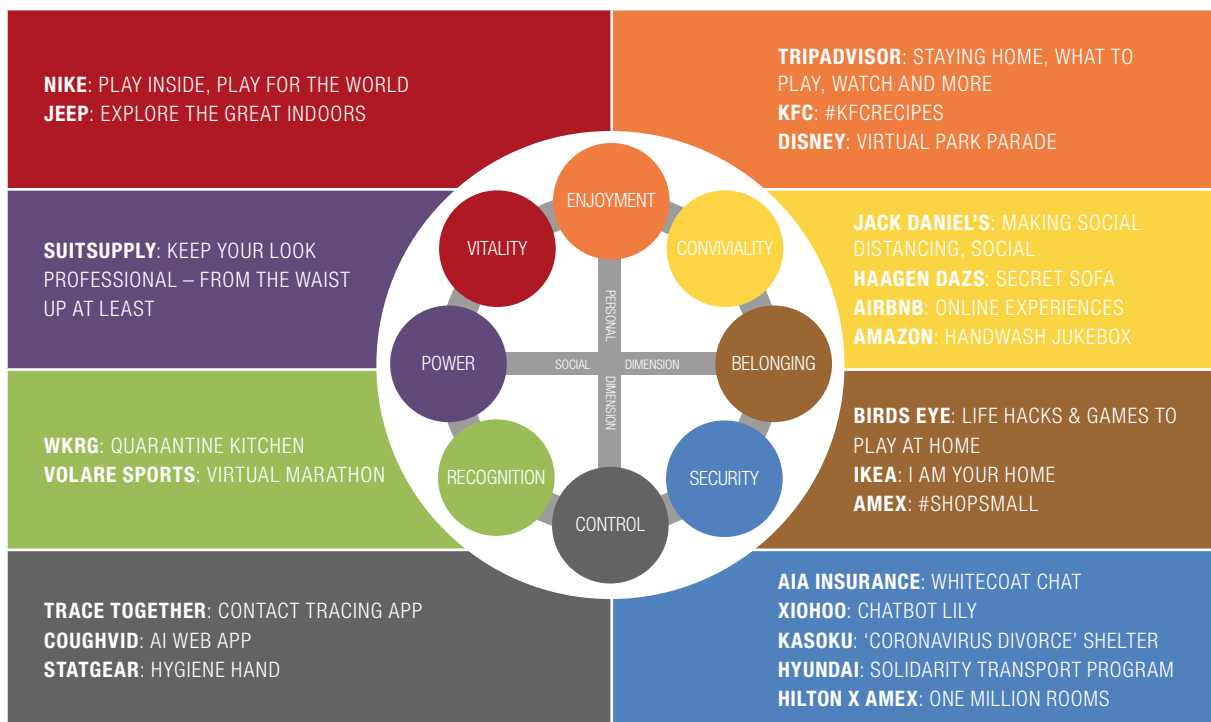 NIKE: PLAY INSIDE, PLAY FOR THE WORLD
JEEP: EXPLORE THE GREAT INDOORS
TRIPADVISOR: STAYING HOME, WHAT TO
PLAY, WATCH AND MORE
KFC: #KFCRECIPES
DISNEY: VIRTUAL PARK PARADE
SUITSUPPLY: KEEP YOUR LOOK
PROFESSIONAL – FROM THE WAIST
UP AT LEAST
JACK DANIEL'S: MAKING SOCIAL
DISTANCING, SOCIAL
HAAGEN DAZS: SECRET SOFA
AIRBNB: ONLINE EXPERIENCES
AMAZON: HANDWASH JUKEBOX
WKRG: QUARANTINE KITCHEN
VOLARE SPORTS: VIRTUAL MARATHON
BIRDS EYE: LIFE HACKS & GAMES TO
PLAY AT HOME
IKEA: I AM YOUR HOME
AMEX: #SHOPSMALL
TRACE TOGETHER: CONTACT TRACING APP
COUGHVID: AI WEB APP
STATGEAR: HYGIENE HAND
AIA INSURANCE: WHITECOAT CHAT
XIOHOO: CHATBOT LILY
KASOKU: ‘CORONAVIRUS DIVORCE’ SHELTER
HYUNDAI: SOLIDARITY TRANSPORT PROGRAM
HILTON X AMEX: ONE MILLION ROOMS
ENJOYMENT
VITALITY
CONVIVIALITY
POWER
BELONGING
RECOGNITION
SECURITY
CONTROL
PERSONAL
DIMENSION
SOCIAL
DIMENSION